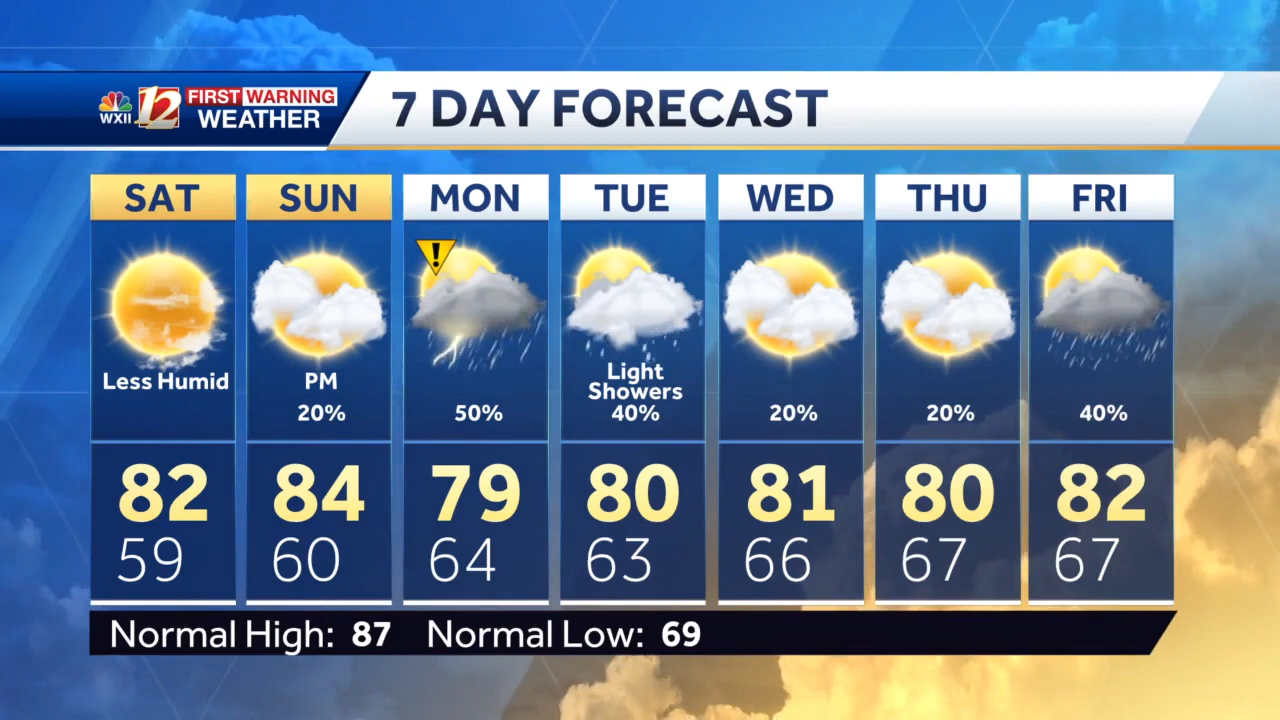 WXII 12 FIRST WARNING WEATHER
7 DAY FORECAST
SAT SUN MON TUE WED THU FRI
!
Less Humid PM Light Showers
20% 50% 40% 20% 20% 40%
82 84 79 80 81 80 82
59 60 64 63 66 67 67
Normal High: 87 Normal Low: 69